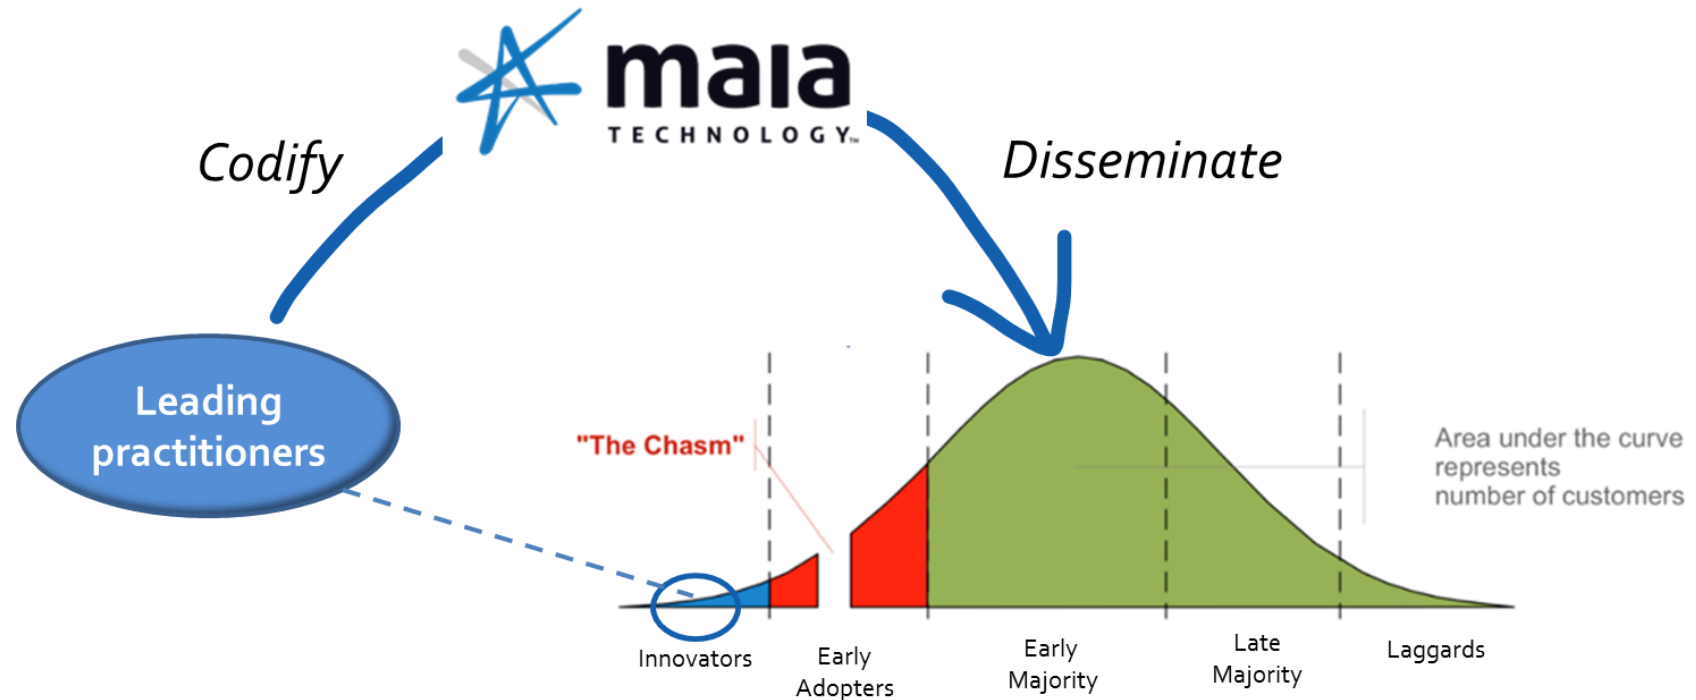 maia
TECHNOLOGY™
Codify
Disseminate
Leading
practitioners
"The Chasm"
Area under the curve
represents
number of customers
Innovators
Early
Adopters
Early
Majority
Late
Majority
Laggards